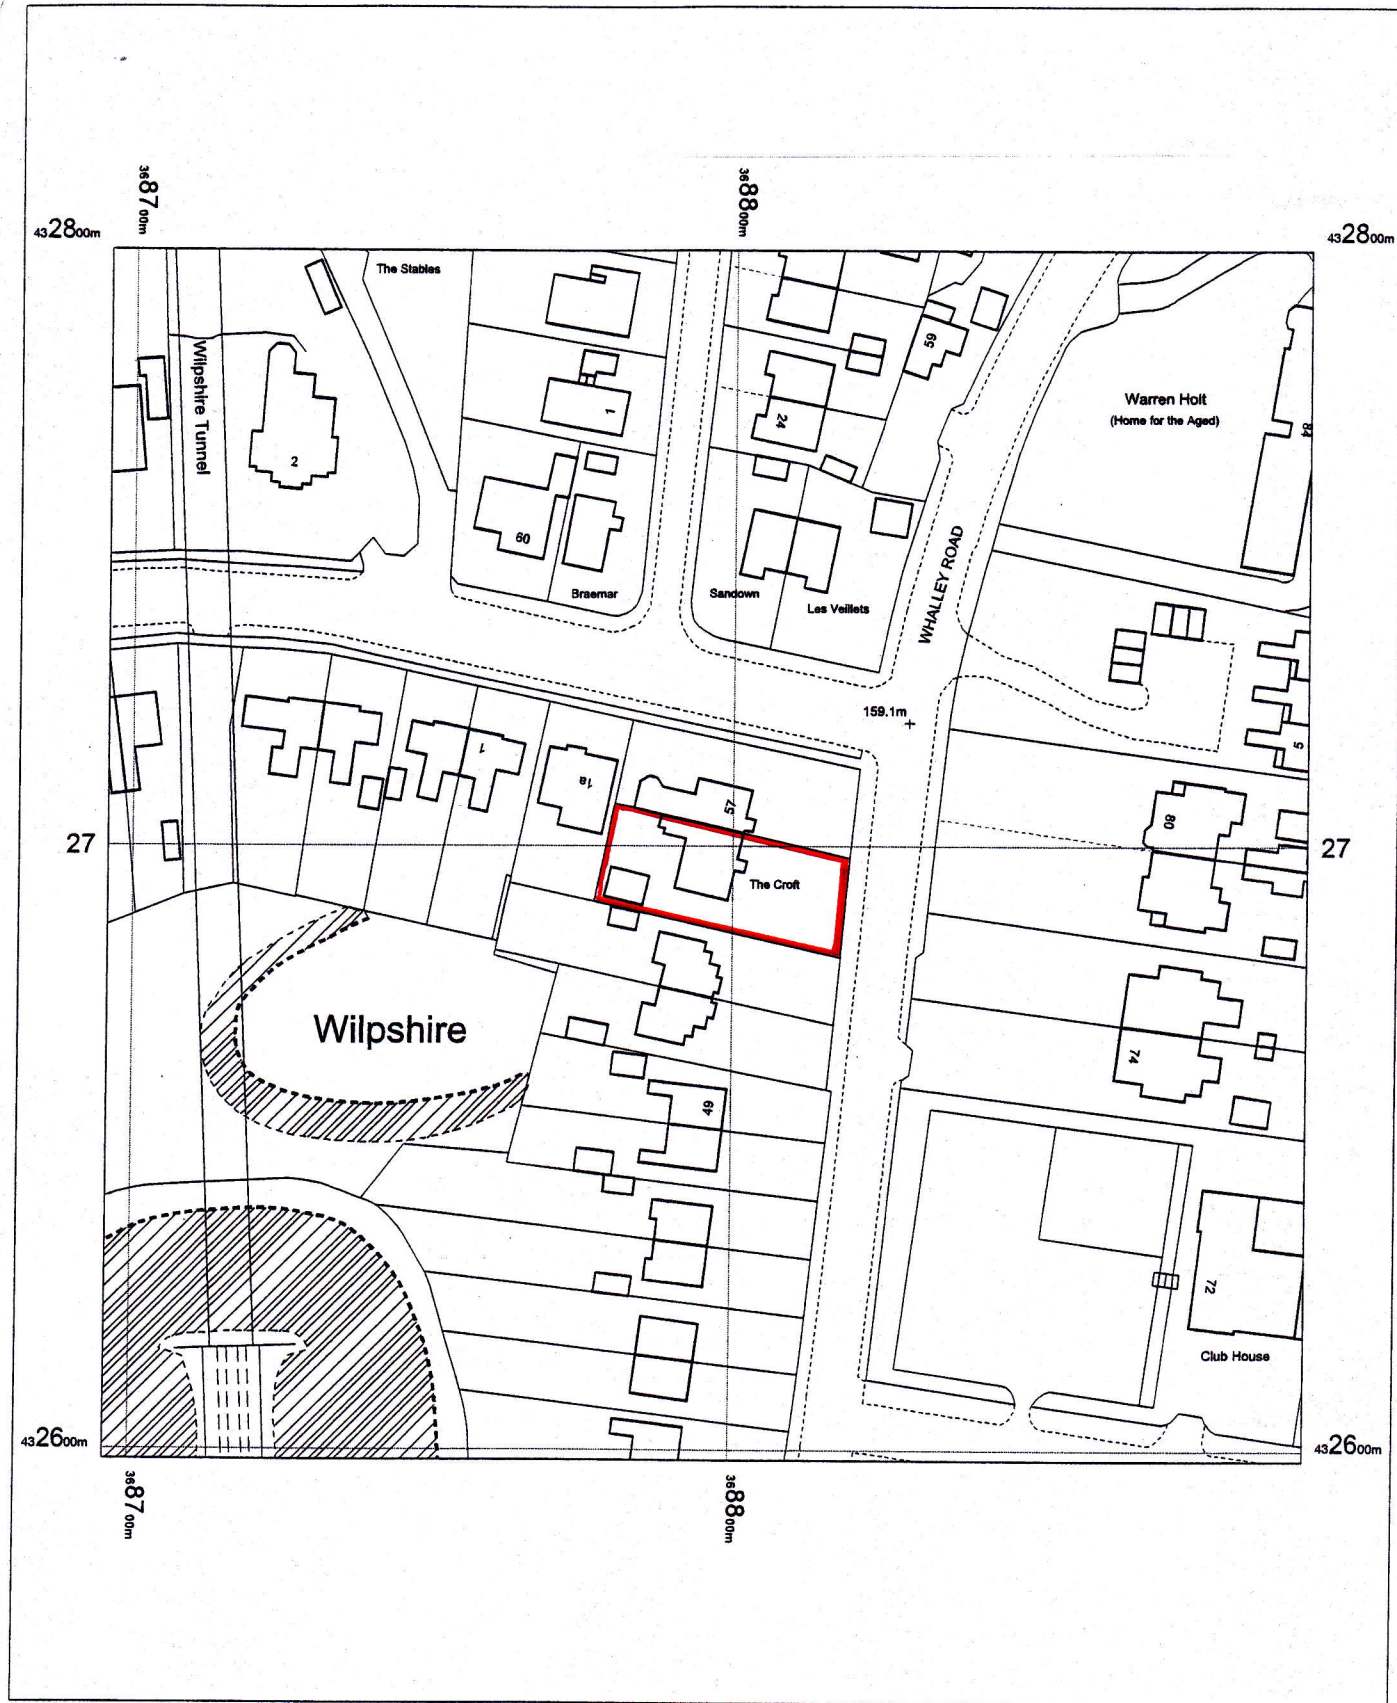 3687 00m
3688 00m
4328 00m
4328 00m
The Stables
59
Wilpshire Tunnel
1
24
Warren Holt
(Home for the Aged)
84
2
60
WHALLEY ROAD
Braemar
Sandown
Les Veillets
159.1m
1
1a
5
57
80
27
27
The Croft
Wilpshire
74
49
72
Club House
4326 00m
4326 00m
3687 00m
3688 00m